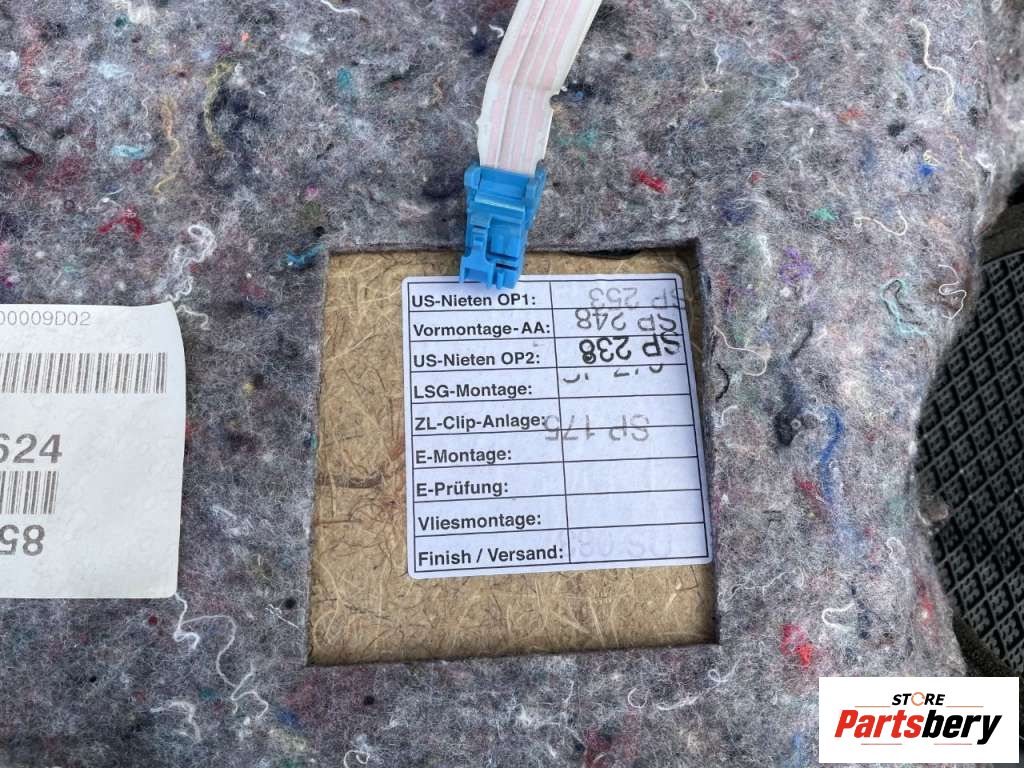 00009D02
624
85
US-Nieten OP1: SP 253
Vormontage-AA: SP 248
US-Nieten OP2: SP 238
LSG-Montage:
ZL-Clip-Anlage: SP 175
E-Montage:
E-Prüfung:
Vliesmontage:
Finish / Versand:
STORE
Partsbery